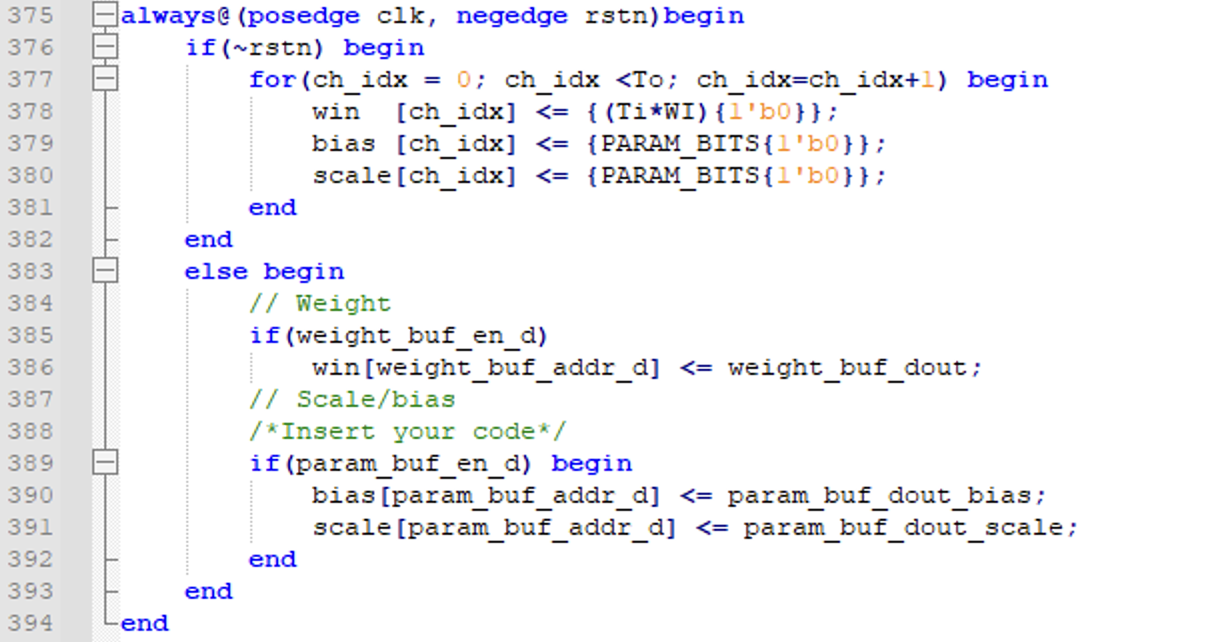 375 always@(posedge clk, negedge rstn)begin
376     if(~rstn) begin
377         for(ch_idx = 0; ch_idx <To; ch_idx=ch_idx+1) begin
378             win  [ch_idx] <= {(Ti*WI){1'b0}};
379             bias [ch_idx] <= {PARAM_BITS{1'b0}};
380             scale[ch_idx] <= {PARAM_BITS{1'b0}};
381         end
382     end
383     else begin
384         // Weight
385         if(weight_buf_en_d)
386             win[weight_buf_addr_d] <= weight_buf_dout;
387         // Scale/bias
388         /*Insert your code*/
389         if(param_buf_en_d) begin
390             bias[param_buf_addr_d] <= param_buf_dout_bias;
391             scale[param_buf_addr_d] <= param_buf_dout_scale;
392         end
393     end
394 end